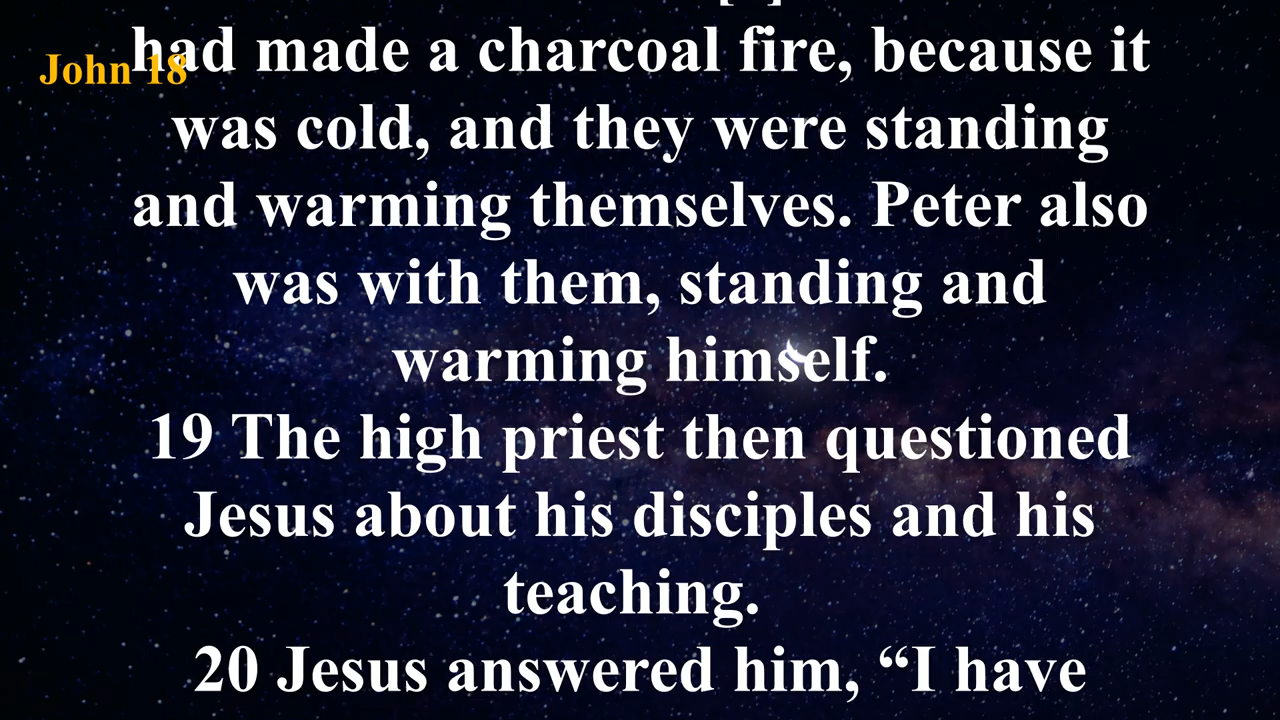 John 18
had made a charcoal fire, because it
was cold, and they were standing
and warming themselves. Peter also
was with them, standing and
warming himself.
19 The high priest then questioned
Jesus about his disciples and his
teaching.
20 Jesus answered him, “I have